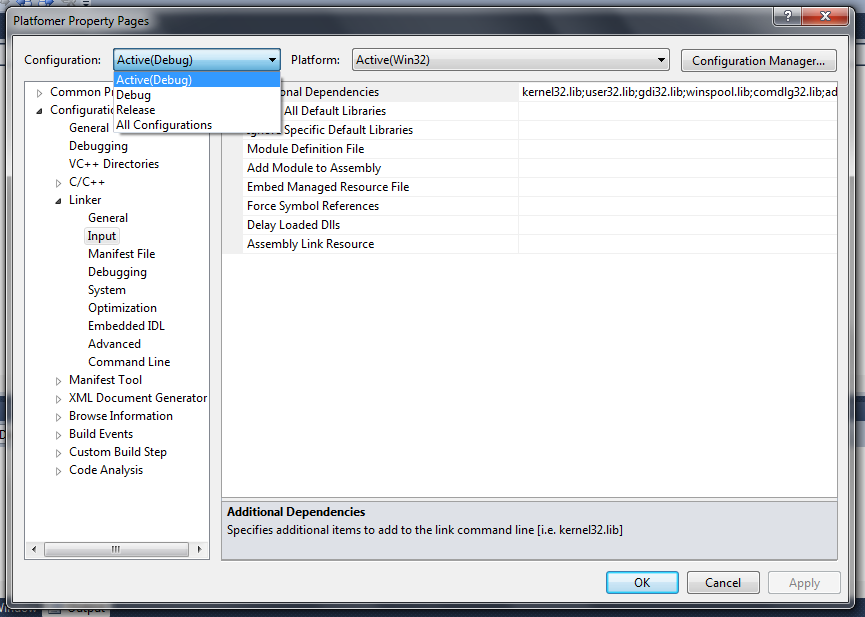 Platfomer Property Pages
Configuration: Active(Debug) Platform: Active(Win32) Configuration Manager...
Active(Debug)
Debug
Release
All Configurations
Common P
Configuratio
General
Debugging
VC++ Directories
C/C++
Linker
General
Input
Manifest File
Debugging
System
Optimization
Embedded IDL
Advanced
Command Line
Manifest Tool
XML Document Generator
Browse Information
Build Events
Custom Build Step
Code Analysis
onal Dependencies kernel32.lib;user32.lib;gdi32.lib;winspool.lib;comdlg32.lib;ad
All Default Libraries
Ignore Specific Default Libraries
Module Definition File
Add Module to Assembly
Embed Managed Resource File
Force Symbol References
Delay Loaded Dlls
Assembly Link Resource
Additional Dependencies
Specifies additional items to add to the link command line [i.e. kernel32.lib]
OK Cancel Apply